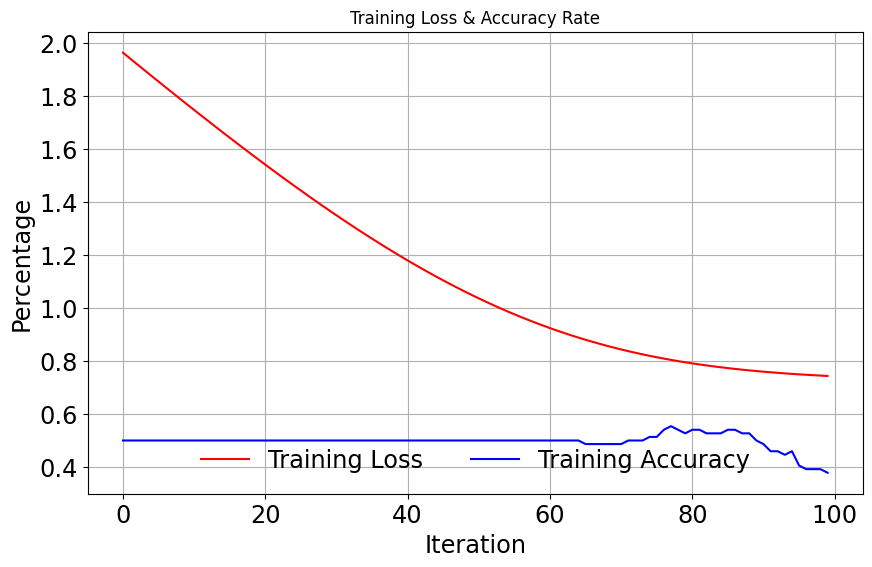 Training Loss & Accuracy Rate
2.0
1.8
1.6
1.4
1.2
1.0
0.8
0.6
0.4
Percentage
Training Loss Training Accuracy
0 20 40 60 80 100
Iteration